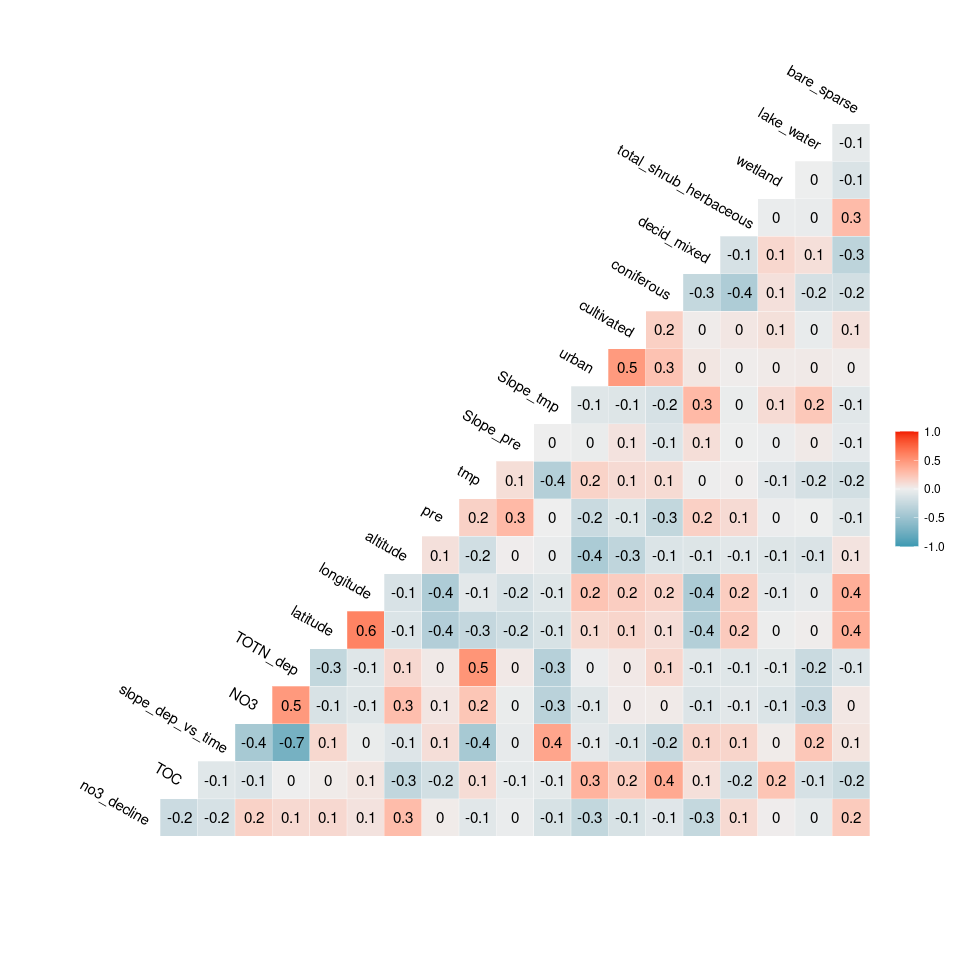 bare_sparse
lake_water -0.1
wetland 0 -0.1
total_shrub_herbaceous 0 0 0.3
decid_mixed -0.1 0.1 0.1 -0.3
coniferous -0.3 -0.4 0.1 -0.2 -0.2
cultivated 0.2 0 0 0.1 0 0.1
urban 0.5 0.3 0 0 0 0 0
Slope_tmp -0.1 -0.1 -0.2 0.3 0 0.1 0.2 -0.1
Slope_pre 0 0 0.1 -0.1 0.1 0 0 0 -0.1
tmp 0.1 -0.4 0.2 0.1 0.1 0 0 -0.1 -0.2 -0.2
pre 0.2 0.3 0 -0.2 -0.1 -0.3 0.2 0.1 0 0 -0.1
altitude 0.1 -0.2 0 0 -0.4 -0.3 -0.1 -0.1 -0.1 -0.1 -0.1 0.1
longitude -0.1 -0.4 -0.1 -0.2 -0.1 0.2 0.2 0.2 -0.4 0.2 -0.1 0 0.4
latitude 0.6 -0.1 -0.4 -0.3 -0.2 -0.1 0.1 0.1 0.1 -0.4 0.2 0 0 0.4
TOTN_dep -0.3 -0.1 0.1 0 0.5 0 -0.3 0 0 0.1 -0.1 -0.1 -0.1 -0.2 -0.1
NO3 0.5 -0.1 -0.1 0.3 0.1 0.2 0 -0.3 -0.1 0 0 -0.1 -0.1 -0.1 -0.3 0
slope_dep_vs_time -0.4 -0.7 0.1 0 -0.1 0.1 -0.4 0 0.4 -0.1 -0.1 -0.2 0.1 0.1 0 0.2 0.1
TOC -0.1 -0.1 0 0 0.1 -0.3 -0.2 0.1 -0.1 -0.1 0.3 0.2 0.4 0.1 -0.2 0.2 -0.1 -0.2
no3_decline -0.2 -0.2 0.2 0.1 0.1 0.1 0.3 0 -0.1 0 -0.1 -0.3 -0.1 -0.1 -0.3 0.1 0 0 0.2
1.0
0.5
0.0
-0.5
-1.0